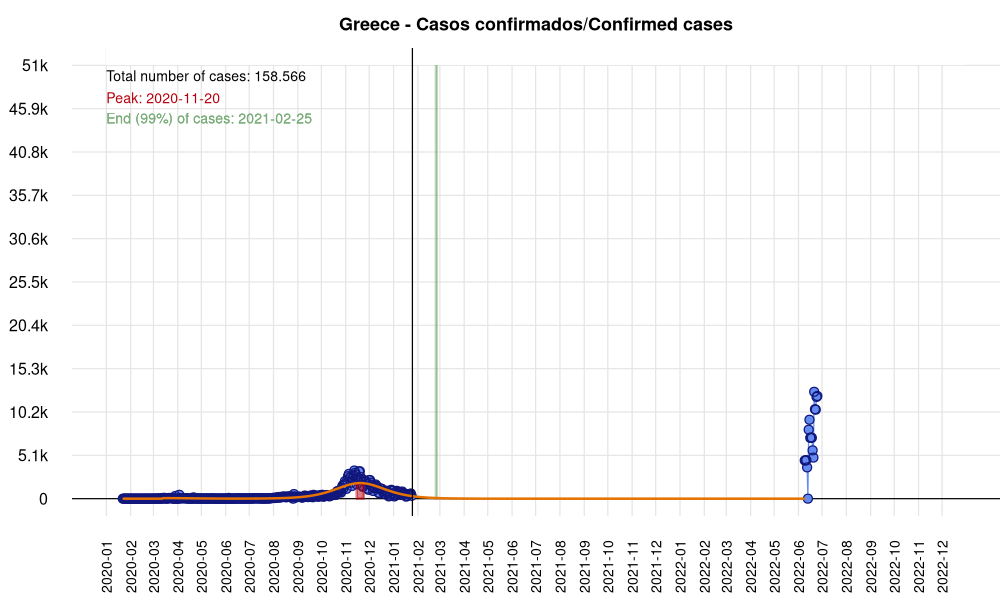 Greece - Casos confirmados/Confirmed cases
51k
Total number of cases: 158.566
Peak: 2020-11-20
45.9k
End (99%) of cases: 2021-02-25
40.8k
35.7k
30.6k
25.5k
20.4k
15.3k
10.2k
5.1k
0
2020-01
2020-02
2020-03
2020-04
2020-05
2020-06
2020-07
2020-08
2020-09
2020-10
2020-11
2020-12
2021-01
2021-02
2021-03
2021-04
2021-05
2021-06
2021-07
2021-08
2021-09
2021-10
2021-11
2021-12
2022-01
2022-02
2022-03
2022-04
2022-05
2022-06
2022-07
2022-08
2022-09
2022-10
2022-11
2022-12